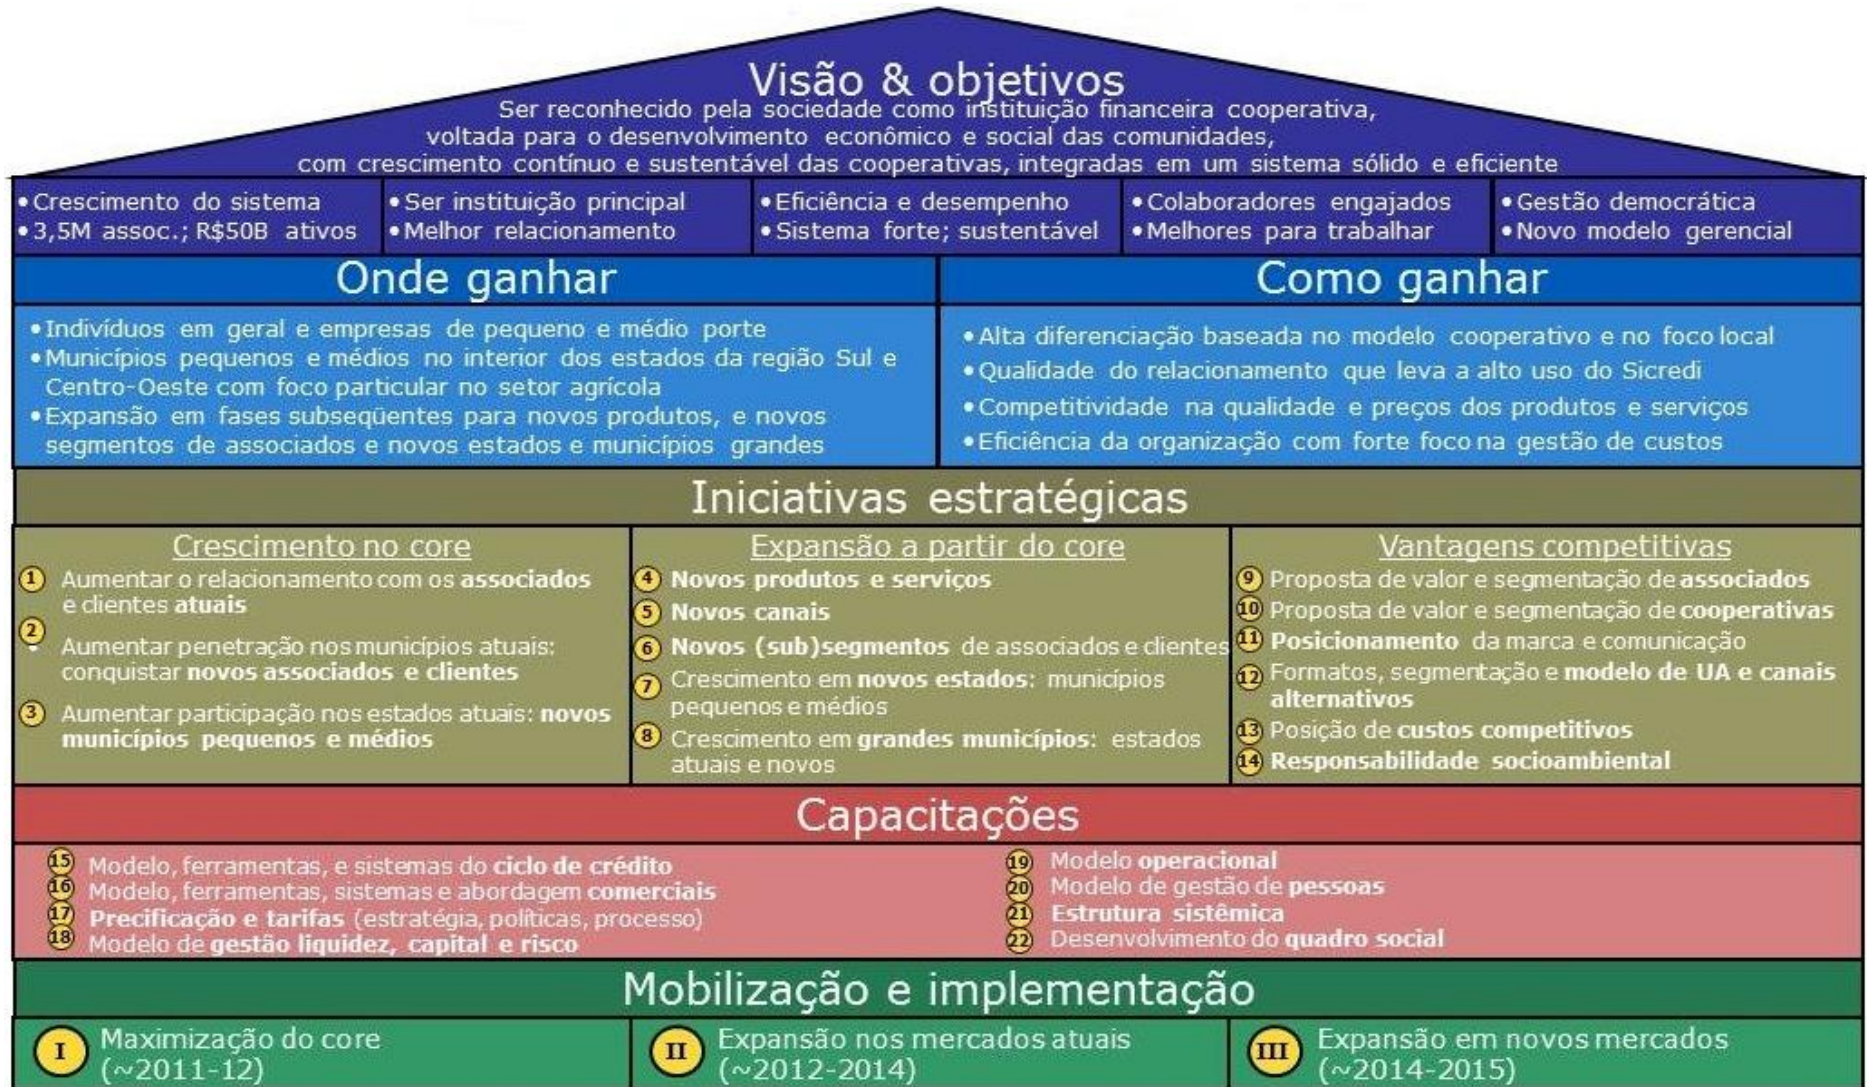 Visão & objetivos
Ser reconhecido pela sociedade como instituição financeira cooperativa,
voltada para o desenvolvimento econômico e social das comunidades,
com crescimento contínuo e sustentável das cooperativas, integradas em um sistema sólido e eficiente
• Crescimento do sistema
• 3,5M assoc.; R$50B ativos
• Ser instituição principal
• Melhor relacionamento
• Eficiência e desempenho
• Sistema forte; sustentável
• Colaboradores engajados
• Melhores para trabalhar
• Gestão democrática
• Novo modelo gerencial
Onde ganhar
• Indivíduos em geral e empresas de pequeno e médio porte
• Municípios pequenos e médios no interior dos estados da região Sul e
Centro-Oeste com foco particular no setor agrícola
• Expansão em fases subseqüentes para novos produtos, e novos
segmentos de associados e novos estados e municípios grandes
Como ganhar
• Alta diferenciação baseada no modelo cooperativo e no foco local
• Qualidade do relacionamento que leva a alto uso do Sicredi
• Competitividade na qualidade e preços dos produtos e serviços
• Eficiência da organização com forte foco na gestão de custos
Iniciativas estratégicas
Crescimento no core
1 Aumentar o relacionamento com os associados
e clientes atuais
2 Aumentar penetração nos municípios atuais:
conquistar novos associados e clientes
3 Aumentar participação nos estados atuais: novos
municípios pequenos e médios
Expansão a partir do core
4 Novos produtos e serviços
5 Novos canais
6 Novos (sub)segmentos de associados e clientes
7 Crescimento em novos estados: municípios
pequenos e médios
8 Crescimento em grandes municípios: estados
atuais e novos
Vantagens competitivas
9 Proposta de valor e segmentação de associados
10 Proposta de valor e segmentação de cooperativas
11 Posicionamento da marca e comunicação
12 Formatos, segmentação e modelo de UA e canais
alternativos
13 Posição de custos competitivos
14 Responsabilidade socioambiental
Capacitações
15 Modelo, ferramentas, e sistemas do ciclo de crédito
16 Modelo, ferramentas, sistemas e abordagem comerciais
17 Precificação e tarifas (estratégia, políticas, processo)
18 Modelo de gestão liquidez, capital e risco
19 Modelo operacional
20 Modelo de gestão de pessoas
21 Estrutura sistêmica
22 Desenvolvimento do quadro social
Mobilização e implementação
I Maximização do core
(~2011-12)
II Expansão nos mercados atuais
(~2012-2014)
III Expansão em novos mercados
(~2014-2015)